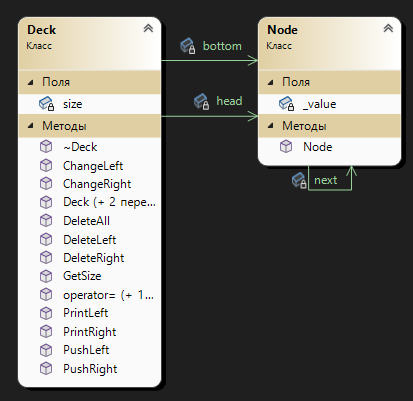 Deck
Класс
Поля
size
Методы
~Deck
ChangeLeft
ChangeRight
Deck (+ 2 пере...
DeleteAll
DeleteLeft
DeleteRight
GetSize
operator= (+ 1...
PrintLeft
PrintRight
PushLeft
PushRight
bottom
head
Node
Класс
Поля
_value
Методы
Node
next